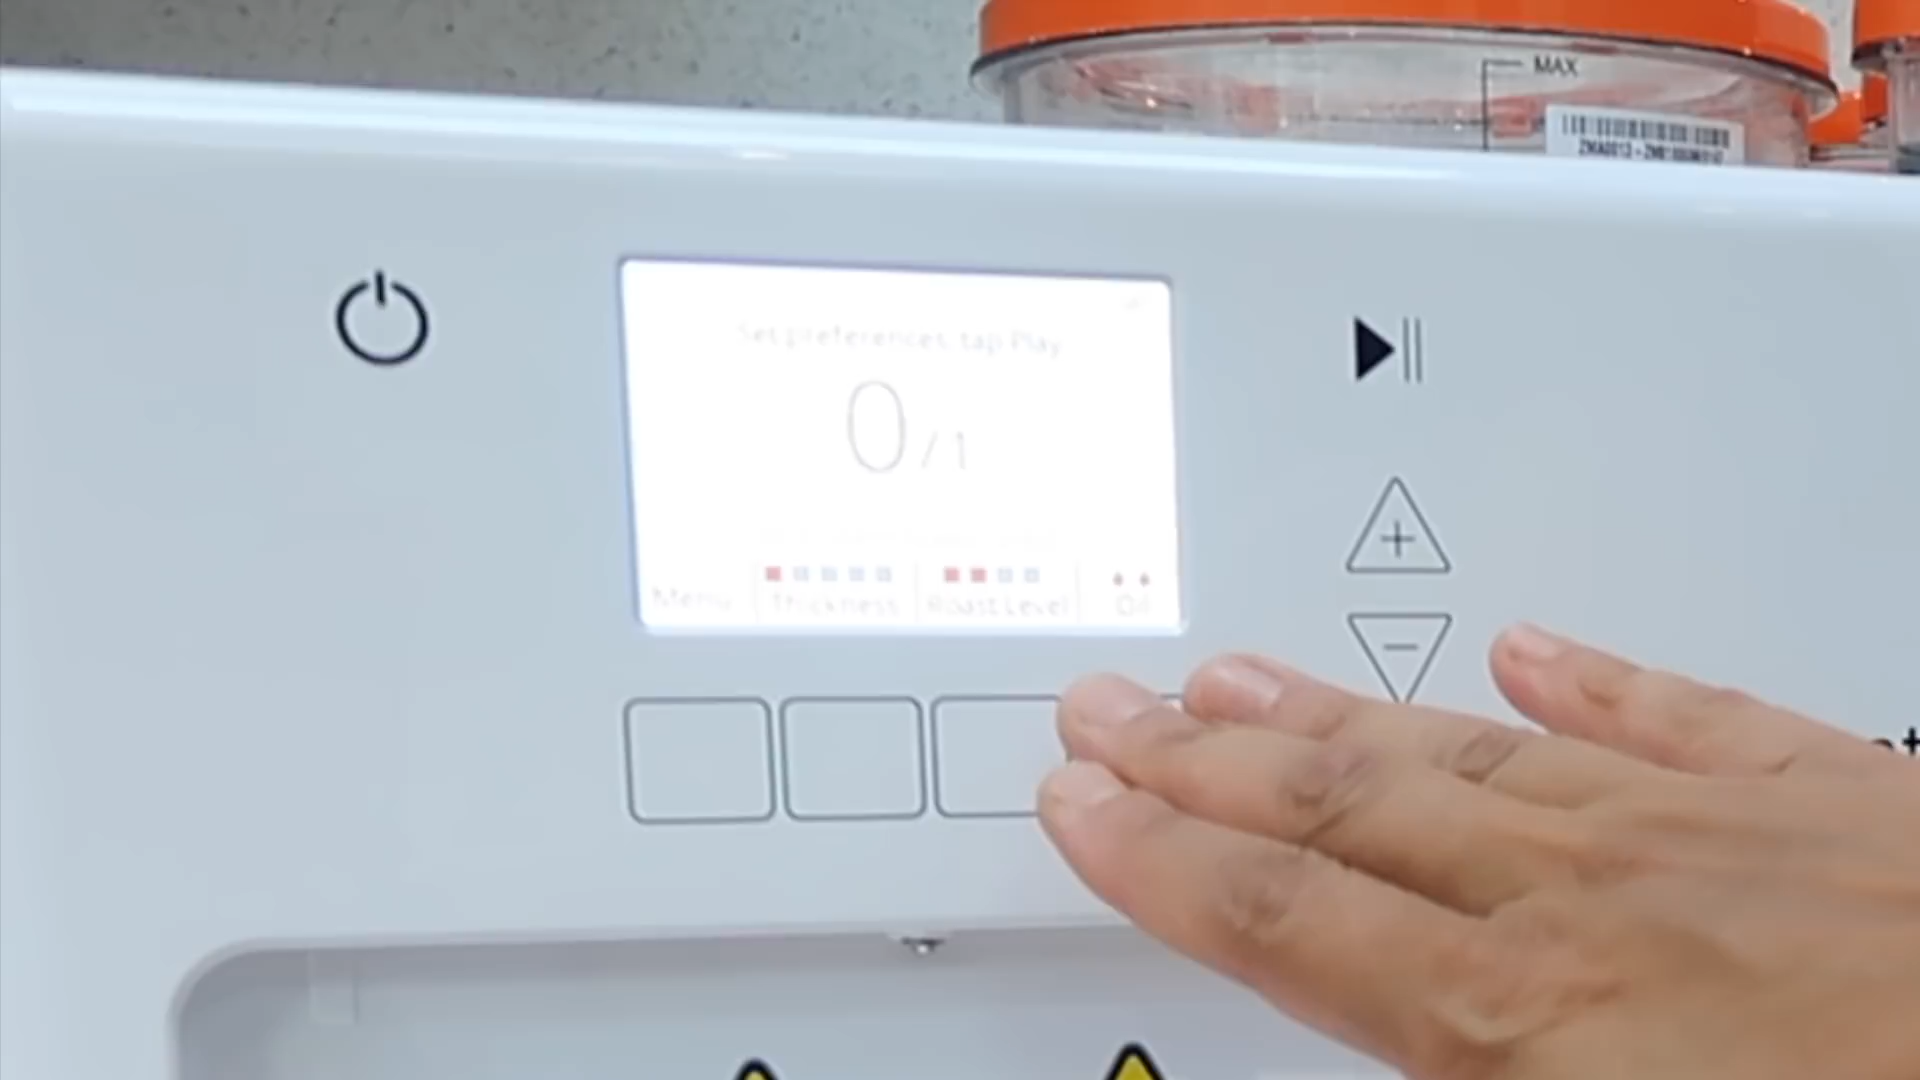 MAX
Set preferences, tap Play
0/1
Menu
Thickness
Roast Level
Oil